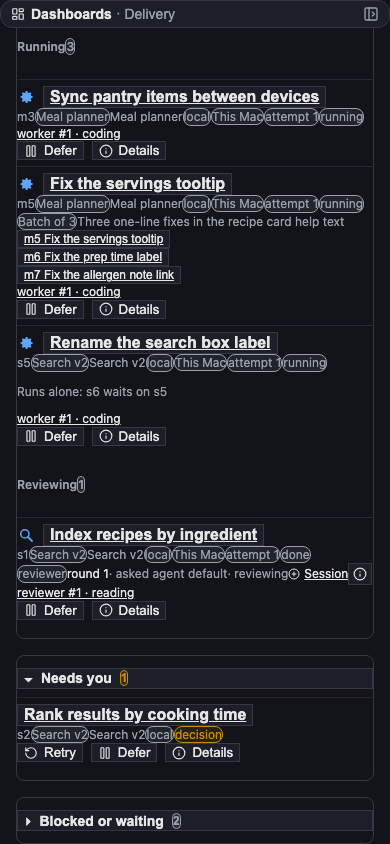 Dashboards · Delivery
Running 3
Sync pantry items between devices
m3 Meal planner Meal planner local This Mac attempt 1 running
worker #1 · coding
Defer Details
Fix the servings tooltip
m5 Meal planner Meal planner local This Mac attempt 1 running
Batch of 3 Three one-line fixes in the recipe card help text
m5 Fix the servings tooltip
m6 Fix the prep time label
m7 Fix the allergen note link
worker #1 · coding
Defer Details
Rename the search box label
s5 Search v2 Search v2 local This Mac attempt 1 running
Runs alone: s6 waits on s5
worker #1 · coding
Defer Details
Reviewing 1
Index recipes by ingredient
s1 Search v2 Search v2 local This Mac attempt 1 done
reviewer round 1 · asked agent default · reviewing Session
reviewer #1 · reading
Defer Details
Needs you 1
Rank results by cooking time
s2 Search v2 Search v2 local decision
Retry Defer Details
Blocked or waiting 2